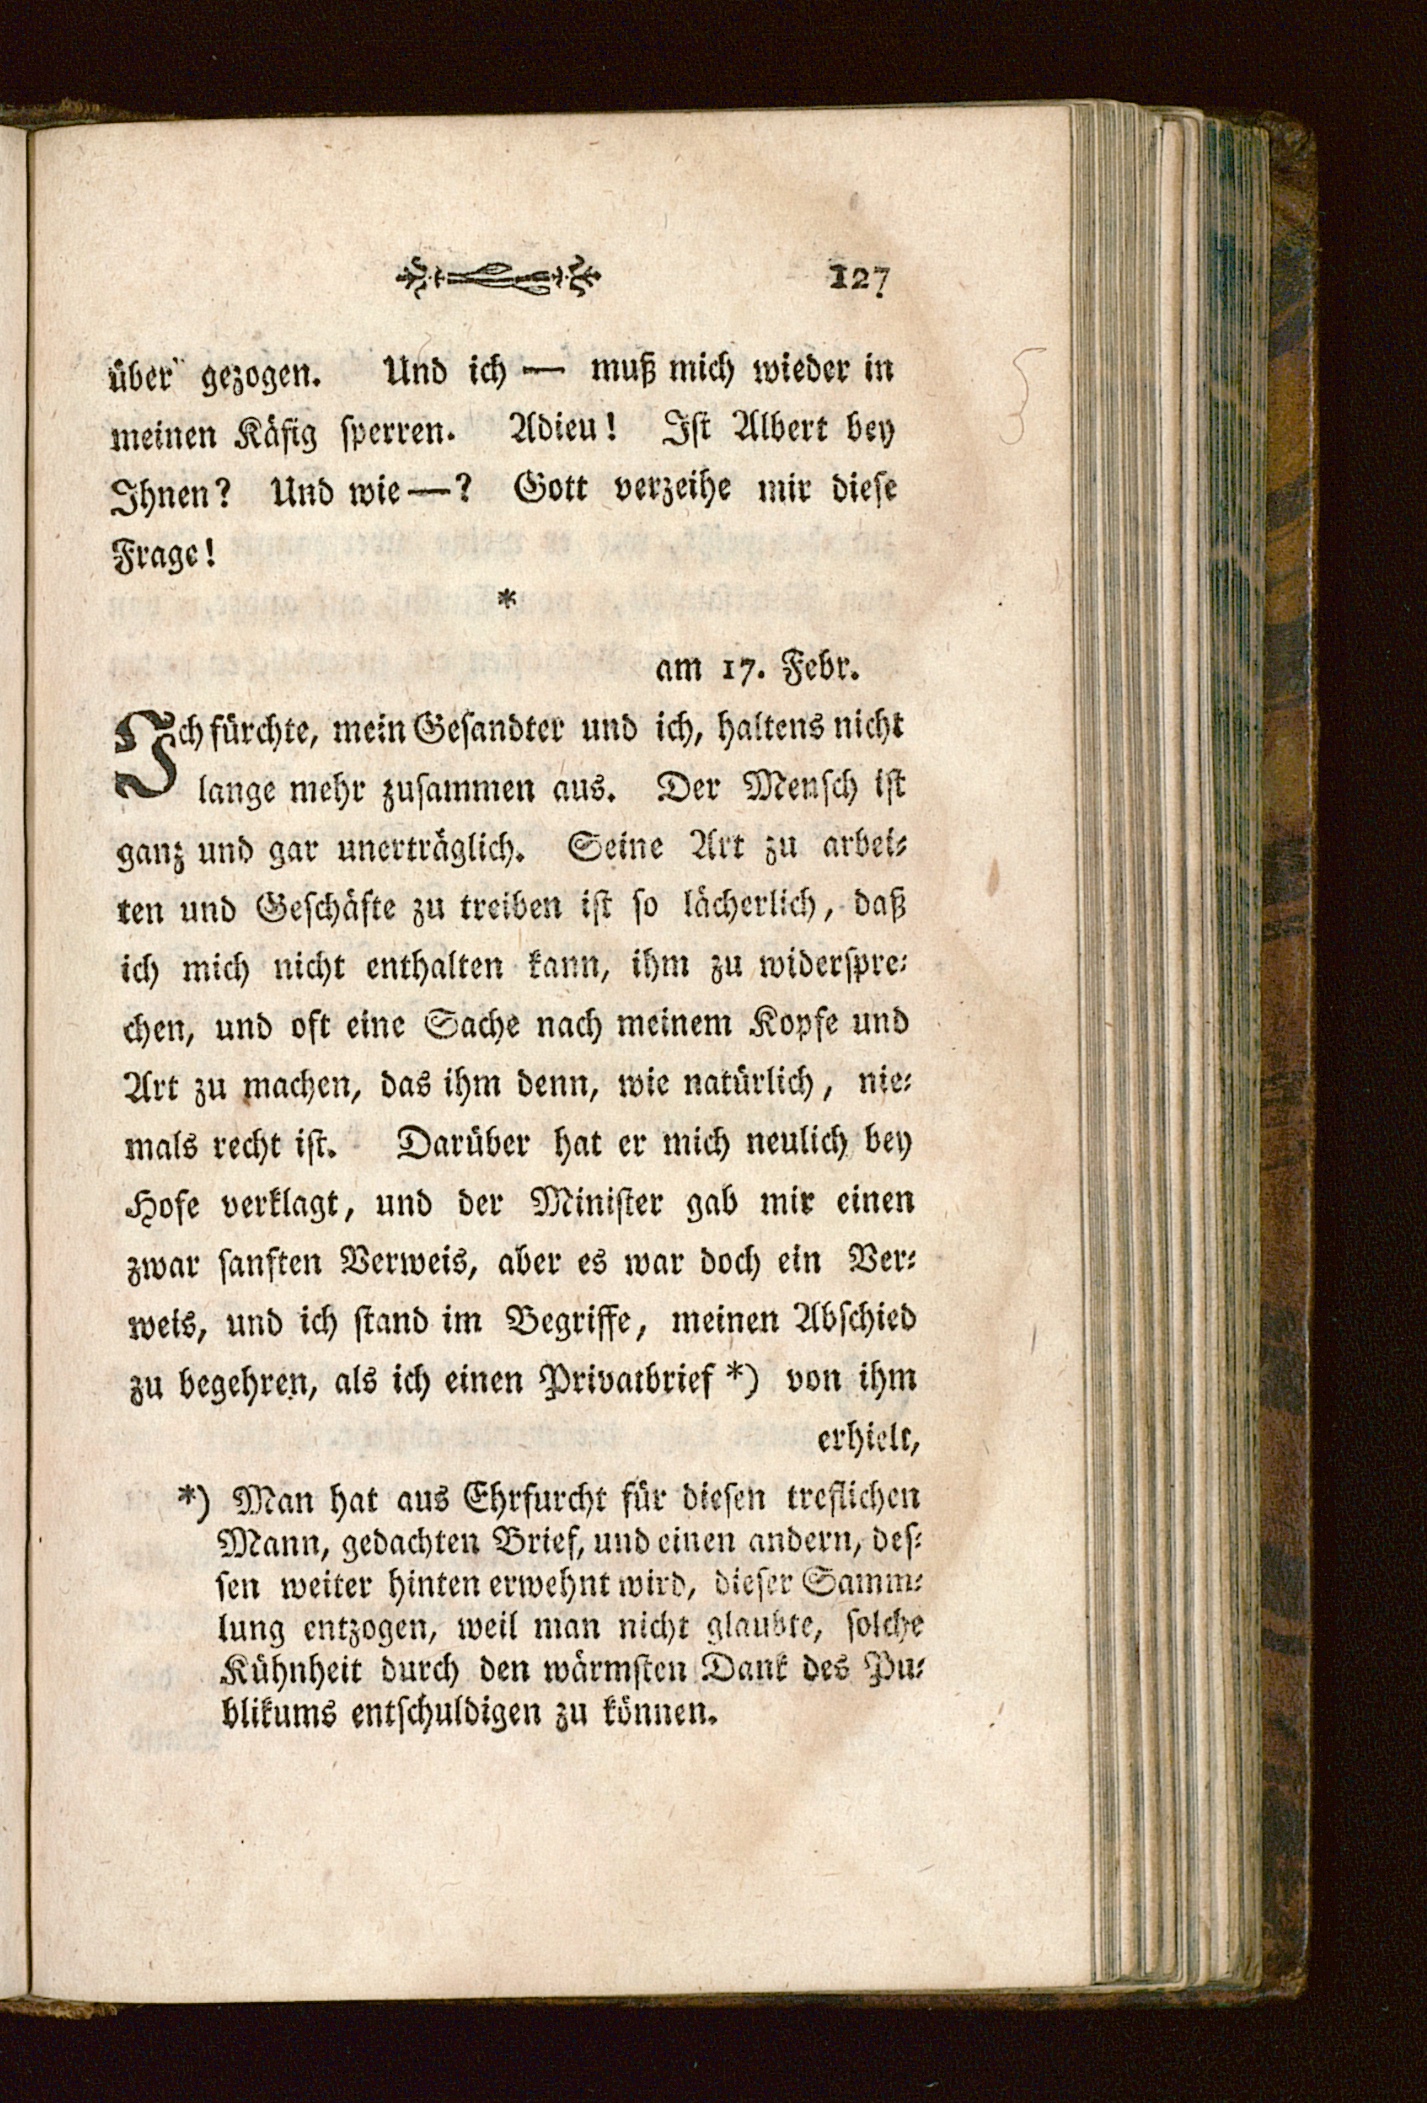 127
über gezogen. Und ich — muß mich wieder in
meinen Käfig sperren. Adieu! Ist Albert bey
Ihnen? Und wie —? Gott verzeihe mir diese
Frage!
*
am 17. Febr.
Ich fürchte, mein Gesandter und ich, haltens nicht
lange mehr zusammen aus. Der Mensch ist
ganz und gar unerträglich. Seine Art zu arbei-
ten und Geschäfte zu treiben ist so lächerlich, daß
ich mich nicht enthalten kann, ihm zu widerspre-
chen, und oft eine Sache nach meinem Kopfe und
Art zu machen, das ihm denn, wie natürlich, nie-
mals recht ist. Darüber hat er mich neulich bey
Hofe verklagt, und der Minister gab mir einen
zwar sanften Verweis, aber es war doch ein Ver-
weis, und ich stand im Begriffe, meinen Abschied
zu begehren, als ich einen Privatbrief *) von ihm
erhielt,
*) Man hat aus Ehrfurcht für diesen treflichen
Mann, gedachten Brief, und einen andern, des-
sen weiter hinten erwehnt wird, dieser Samm-
lung entzogen, weil man nicht glaubte, solche
Kühnheit durch den wärmsten Dank des Pu-
blikums entschuldigen zu können.